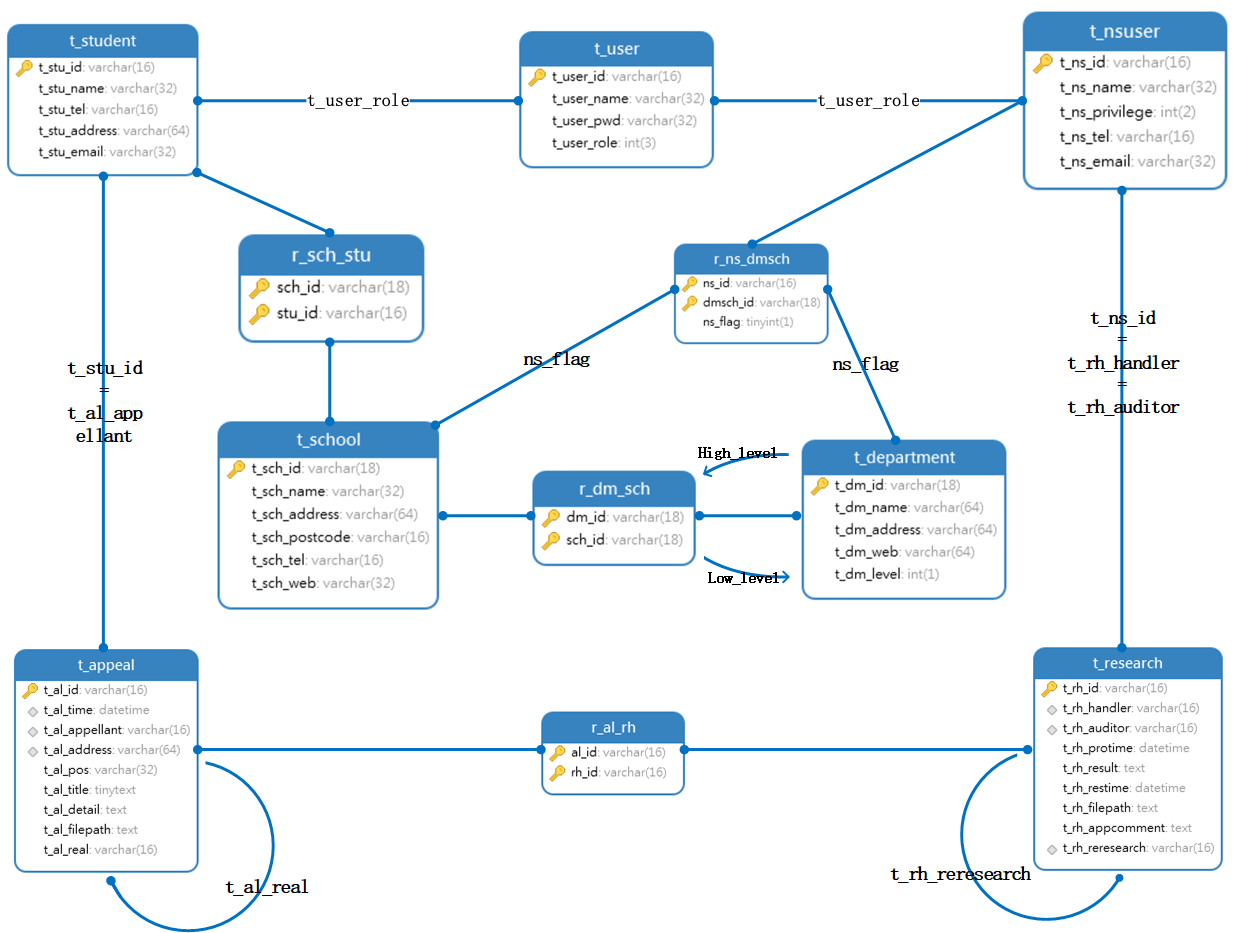 t_student
t_stu_id: varchar(16)
t_stu_name: varchar(32)
t_stu_tel: varchar(16)
t_stu_address: varchar(64)
t_stu_email: varchar(32)
t_user_role
t_user
t_user_id: varchar(16)
t_user_name: varchar(32)
t_user_pwd: varchar(32)
t_user_role: int(3)
t_user_role
t_nsuser
t_ns_id: varchar(16)
t_ns_name: varchar(32)
t_ns_privilege: int(2)
t_ns_tel: varchar(16)
t_ns_email: varchar(32)
r_sch_stu
sch_id: varchar(18)
stu_id: varchar(16)
r_ns_dmsch
ns_id: varchar(16)
dmsch_id: varchar(18)
ns_flag: tinyint(1)
t_stu_id
=
t_al_app
ellant
ns_flag
ns_flag
t_ns_id
=
t_rh_handler
=
t_rh_auditor
t_school
t_sch_id: varchar(18)
t_sch_name: varchar(32)
t_sch_address: varchar(64)
t_sch_postcode: varchar(16)
t_sch_tel: varchar(16)
t_sch_web: varchar(32)
r_dm_sch
dm_id: varchar(18)
sch_id: varchar(18)
High_level
Low_level
t_department
t_dm_id: varchar(18)
t_dm_name: varchar(64)
t_dm_address: varchar(64)
t_dm_web: varchar(64)
t_dm_level: int(1)
t_appeal
t_al_id: varchar(16)
t_al_time: datetime
t_al_appellant: varchar(16)
t_al_address: varchar(64)
t_al_pos: varchar(32)
t_al_title: tinytext
t_al_detail: text
t_al_filepath: text
t_al_real: varchar(16)
t_al_real
r_al_rh
al_id: varchar(16)
rh_id: varchar(16)
t_research
t_rh_id: varchar(16)
t_rh_handler: varchar(16)
t_rh_auditor: varchar(16)
t_rh_protime: datetime
t_rh_result: text
t_rh_restime: datetime
t_rh_filepath: text
t_rh_appcomment: text
t_rh_reresearch: varchar(16)
t_rh_reresearch